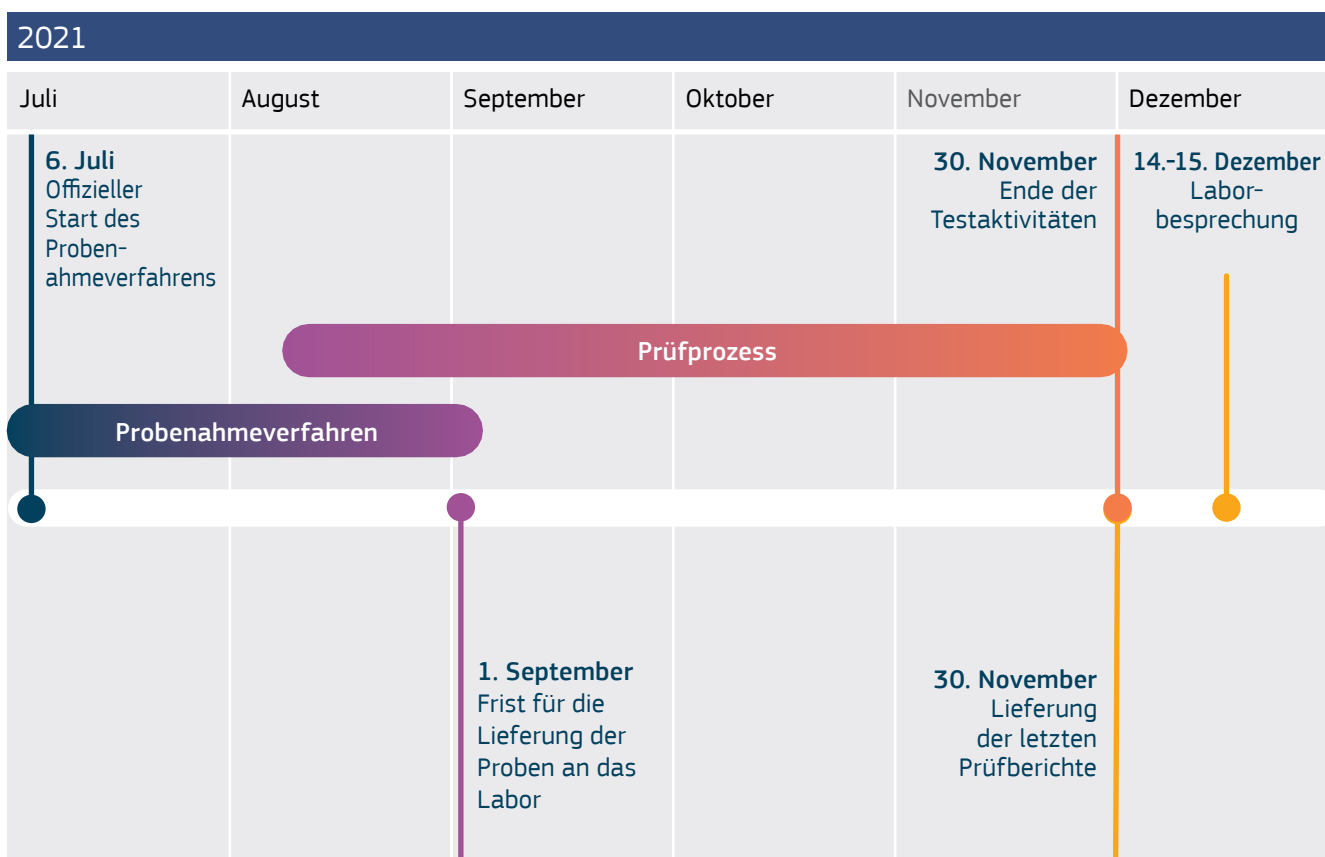 2021
Juli
August
September
Oktober
November
Dezember
6. Juli
Offizieller
Start des
Proben-
ahmeverfahrens
30. November
Ende der
Testaktivitäten
14.-15. Dezember
Labor-
besprechung
Prüfprozess
Probenahmeverfahren
1. September
Frist für die
Lieferung der
Proben an das
Labor
30. November
Lieferung
der letzten
Prüfberichte